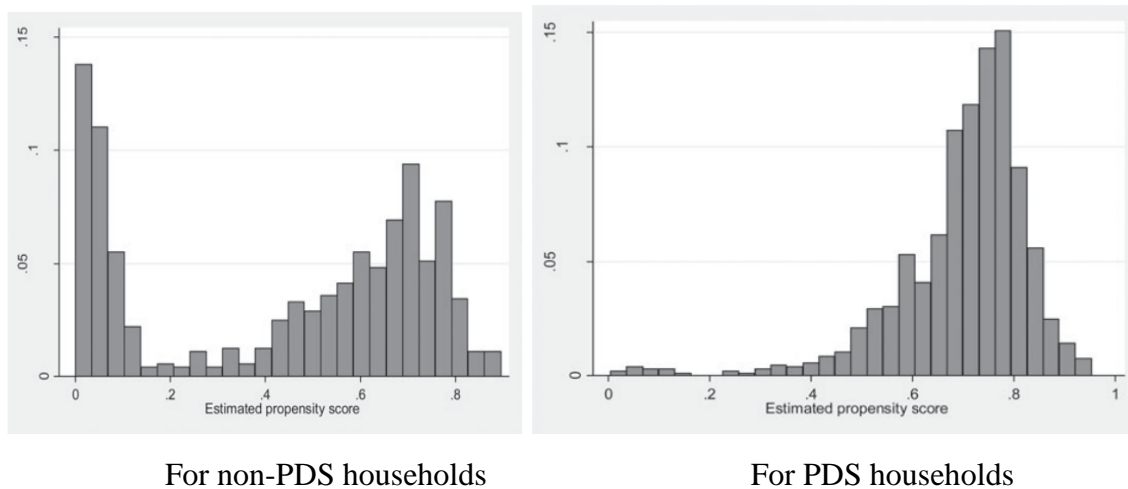 .15
.1
.05
0
0 .2 .4 .6 .8
Estimated propensity score
For non-PDS households
.15
.1
.05
0
0 .2 .4 .6 .8 1
Estimated propensity score
For PDS households